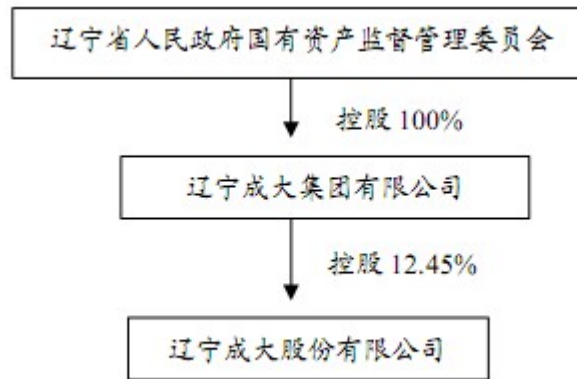 辽宁省人民政府国有资产监督管理委员会
控股 100%
辽宁成大集团有限公司
控股 12.45%
辽宁成大股份有限公司